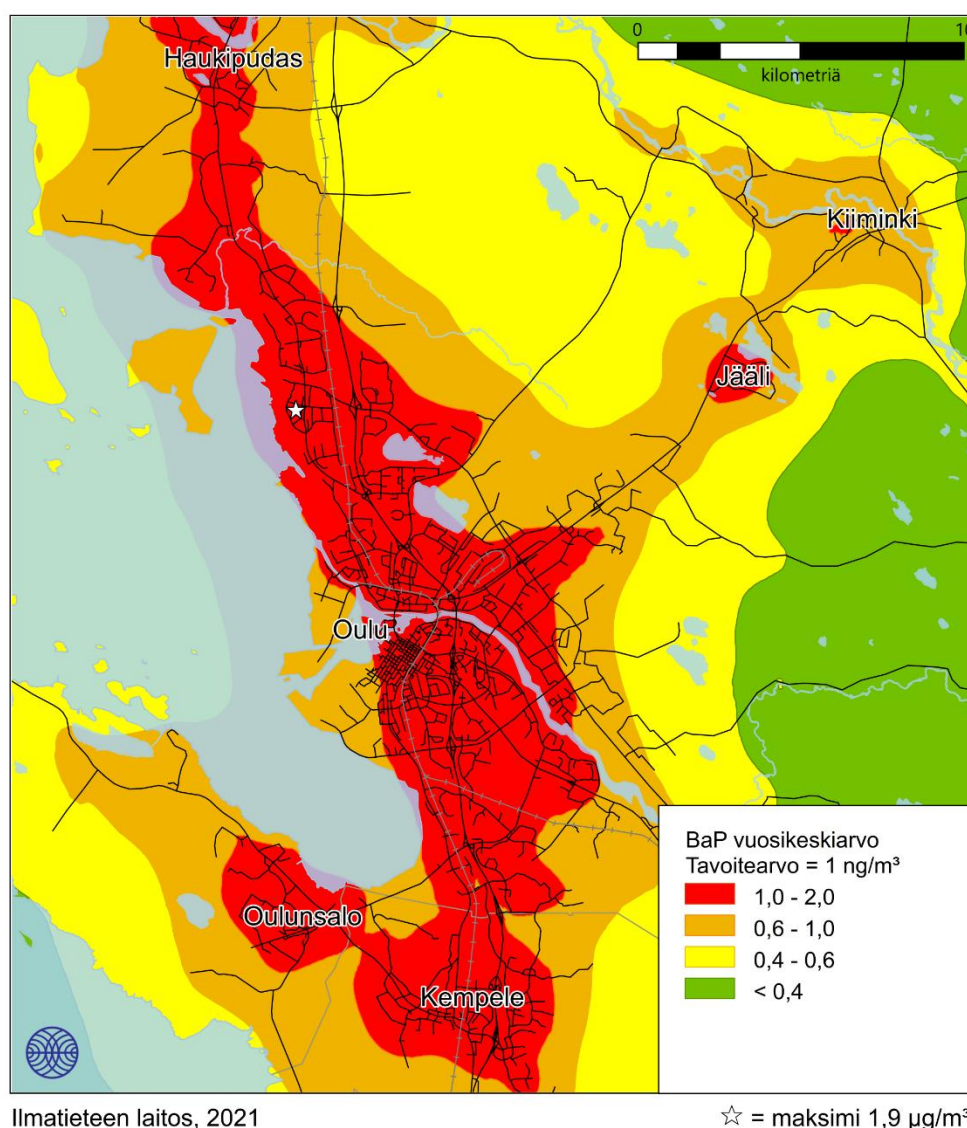 Haukipudas
0 10
kilometriä
Kiiminki
Jääli
Oulu
Oulunsalo
Kempele
BaP vuosikeskiarvo
Tavoitearvo = 1 ng/m³
1,0 - 2,0
0,6 - 1,0
0,4 - 0,6
< 0,4
Ilmatieteen laitos, 2021
☆ = maksimi 1,9 µg/m³